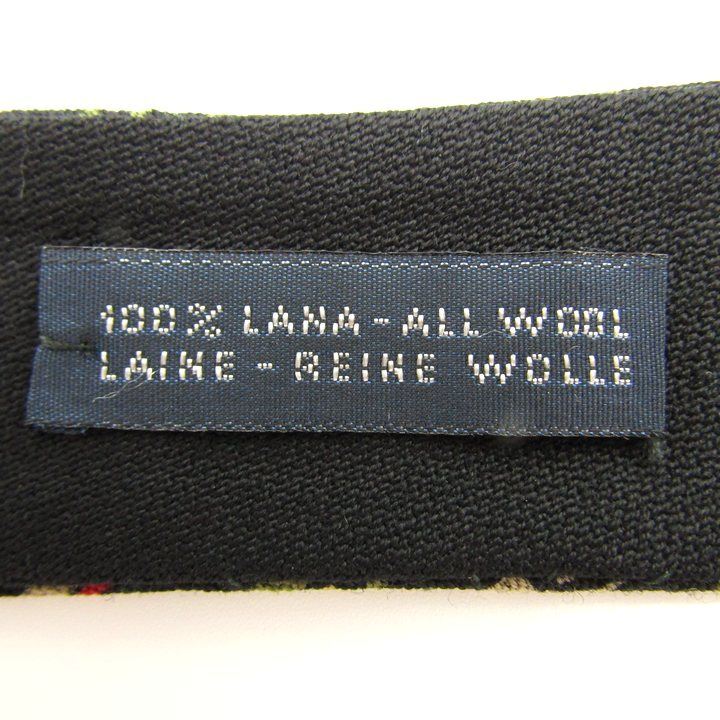 100% LANA - ALL WOOL
LAINE - REINE WOLLE